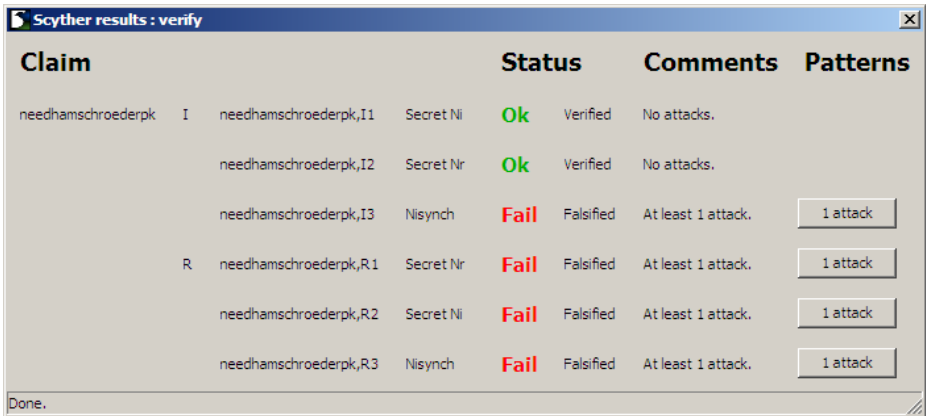 Scyther results : verify
Claim Status Comments Patterns
needhamschroederpk I needhamschroederpk,I1 Secret Ni Ok Verified No attacks.
needhamschroederpk,I2 Secret Nr Ok Verified No attacks.
needhamschroederpk,I3 Nisynch Fail Falsified At least 1 attack. 1 attack
R needhamschroederpk,R1 Secret Nr Fail Falsified At least 1 attack. 1 attack
needhamschroederpk,R2 Secret Ni Fail Falsified At least 1 attack. 1 attack
needhamschroederpk,R3 Nisynch Fail Falsified At least 1 attack. 1 attack
Done.